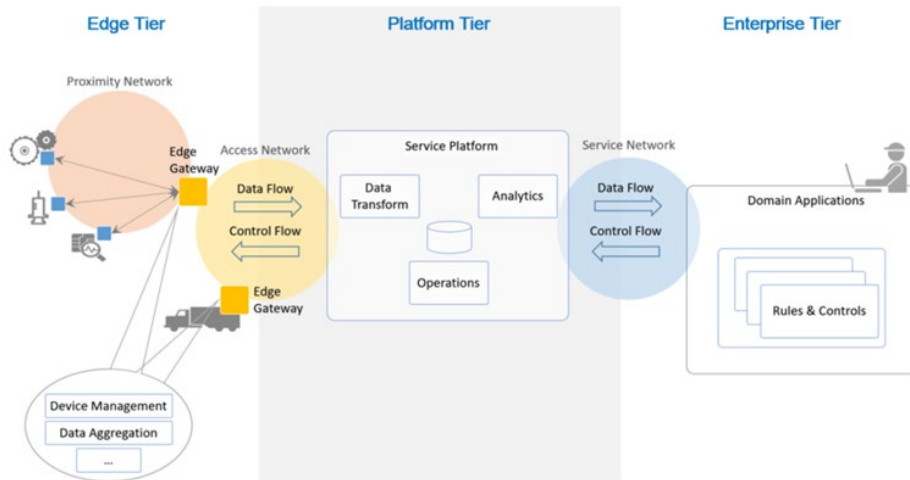 Edge Tier
Platform Tier
Enterprise Tier
Proximity Network
Edge
Gateway
Access Network
Data Flow
Control Flow
Edge
Gateway
Device Management
Data Aggregation
...
Service Platform
Data
Transform
Analytics
Operations
Service Network
Data Flow
Control Flow
Domain Applications
Rules & Controls